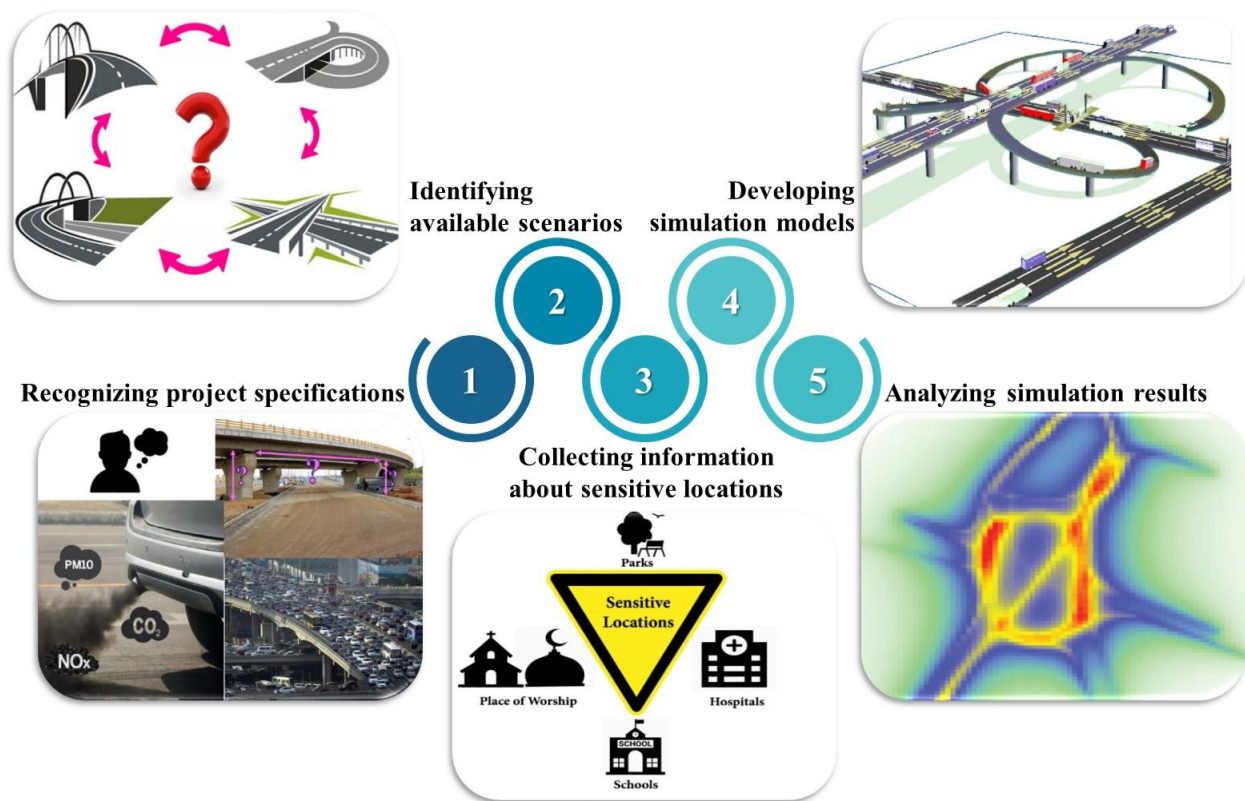 ?
Identifying
available scenarios
Developing
simulation models
2
4
1
3
5
Recognizing project specifications
Analyzing simulation results
? ? ?
PM10
CO₂
NOx
Collecting information
about sensitive locations
Parks
Sensitive
Locations
Place of Worship
Hospitals
SCHOOL
Schools